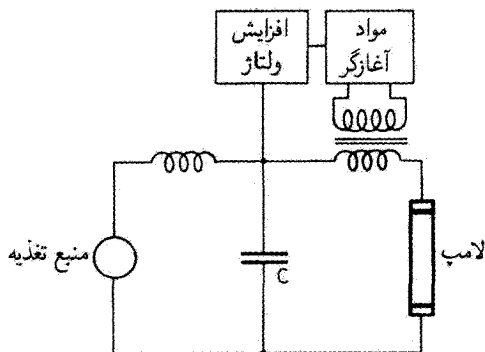 افزایش
ولتاژ
مواد
آغازگر
منبع تغذیه
C
لامپ